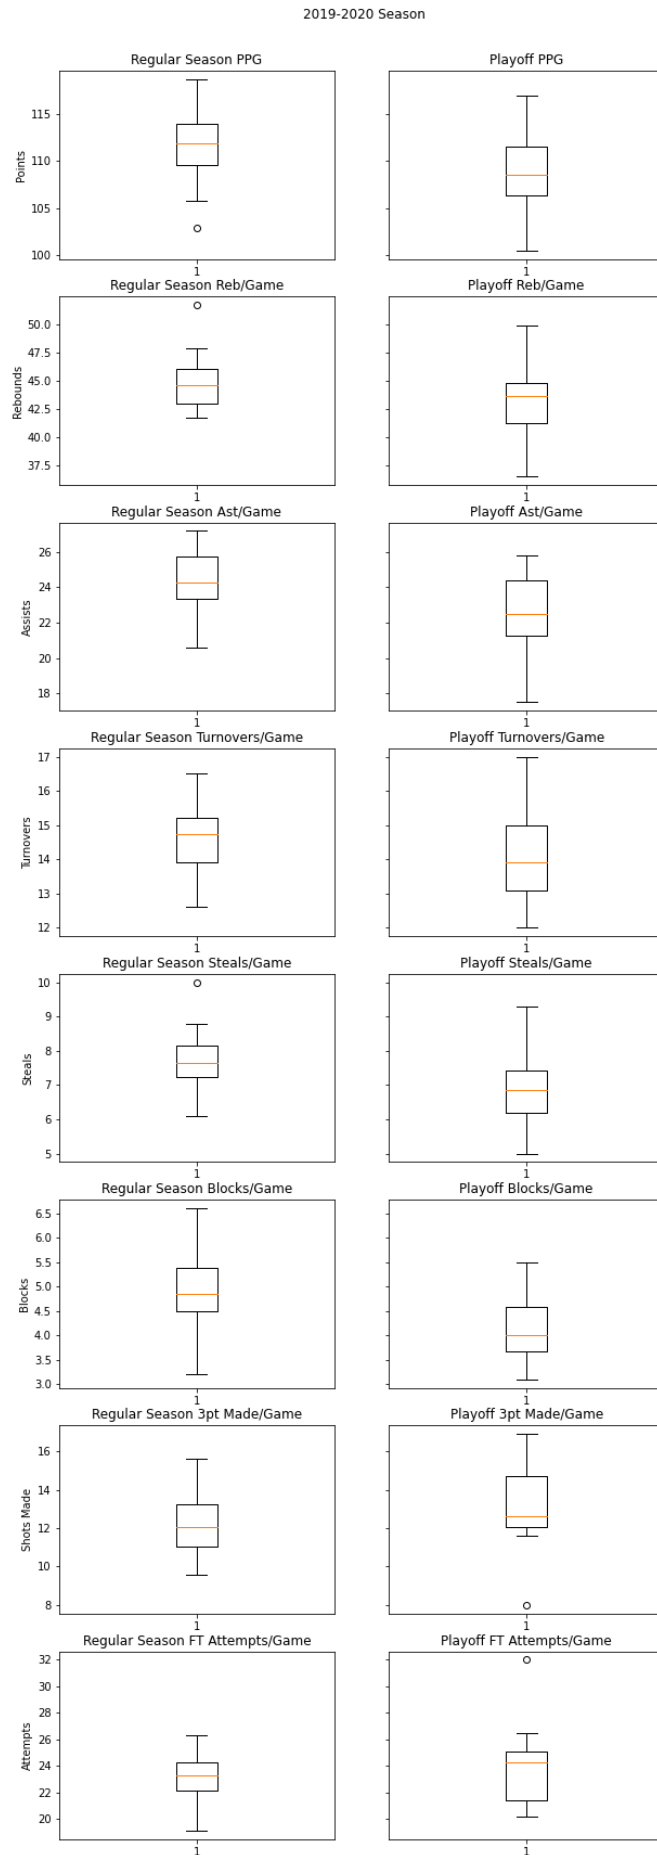 2019-2020 Season
Regular Season PPG
Playoff PPG
Points
115
110
105
100
1
1
Regular Season Reb/Game
Playoff Reb/Game
Rebounds
50.0
47.5
45.0
42.5
40.0
37.5
1
1
Regular Season Ast/Game
Playoff Ast/Game
Assists
26
24
22
20
18
1
1
Regular Season Turnovers/Game
Playoff Turnovers/Game
Turnovers
17
16
15
14
13
12
1
1
Regular Season Steals/Game
Playoff Steals/Game
Steals
10
9
8
7
6
5
1
1
Regular Season Blocks/Game
Playoff Blocks/Game
Blocks
6.5
6.0
5.5
5.0
4.5
4.0
3.5
3.0
1
1
Regular Season 3pt Made/Game
Playoff 3pt Made/Game
Shots Made
16
14
12
10
8
1
1
Regular Season FT Attempts/Game
Playoff FT Attempts/Game
Attempts
32
30
28
26
24
22
20
1
1